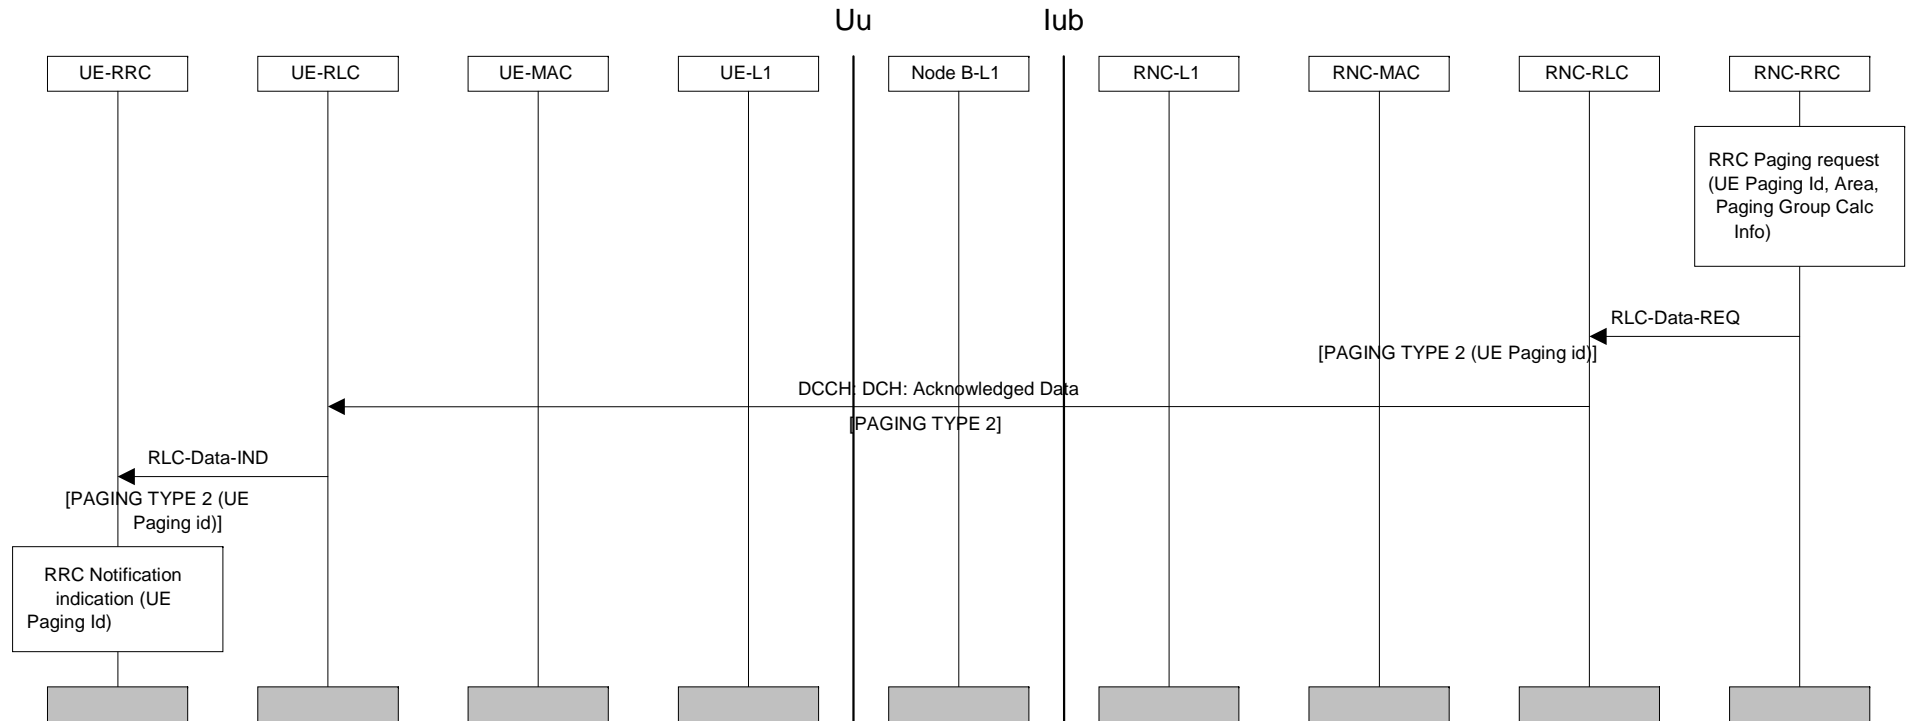 Uu
Iub
UE-RRC
UE-RLC
UE-MAC
UE-L1
Node B-L1
RNC-L1
RNC-MAC
RNC-RLC
RNC-RRC
RRC Paging request
(UE Paging Id, Area,
Paging Group Calc
Info)
RLC-Data-REQ
[PAGING TYPE 2 (UE Paging id)]
DCCH: DCH: Acknowledged Data
[PAGING TYPE 2]
RLC-Data-IND
[PAGING TYPE 2 (UE
Paging id)]
RRC Notification
indication (UE
Paging Id)